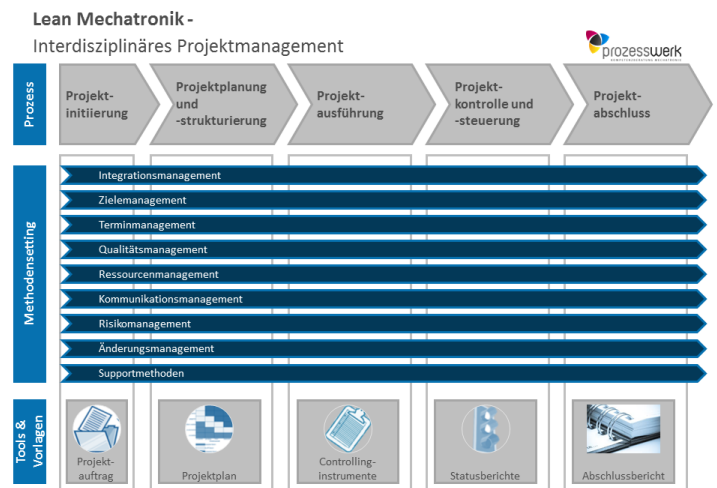 Lean Mechatronik -
Interdisziplinäres Projektmanagement
prozesswerk
KOMPETENZBERATUNG MECHATRONIK
Prozess
Projekt-
initiierung
Projektplanung
und
-strukturierung
Projekt-
ausführung
Projekt-
kontrolle und
-steuerung
Projekt-
abschluss
Methodensetting
Integrationsmanagement
Zielemanagement
Terminmanagement
Qualitätsmanagement
Ressourcenmanagement
Kommunikationsmanagement
Risikomanagement
Änderungsmanagement
Supportmethoden
Tools &
Vorlagen
Projekt-
auftrag
Projektplan
Controlling-
instrumente
Statusberichte
Abschlussbericht